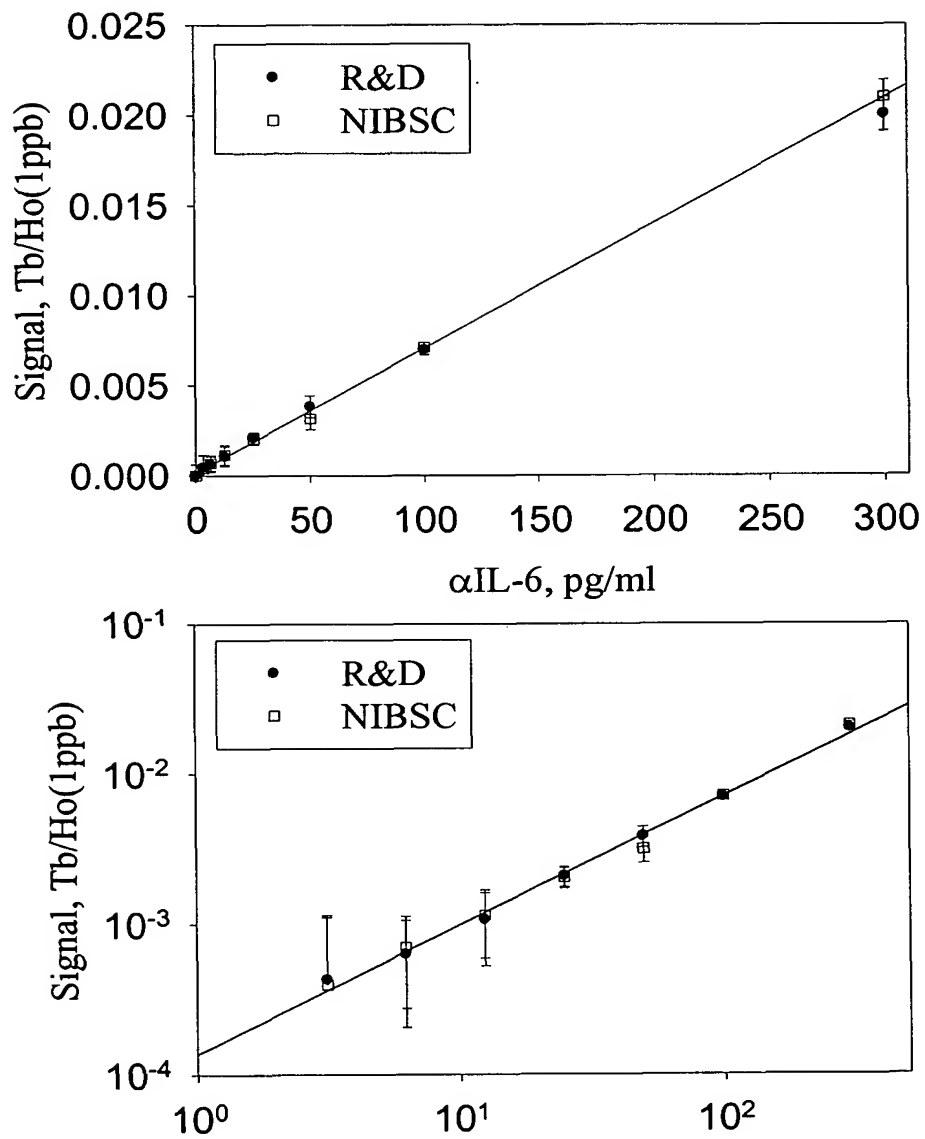 0.025
0.020
0.015
0.010
0.005
0.000
Signal, Tb/Ho(1ppb)
R&D
NIBSC
0 50 100 150 200 250 300
αIL-6, pg/ml
10⁻¹
10⁻²
10⁻³
10⁻⁴
Signal, Tb/Ho(1ppb)
R&D
NIBSC
10⁰ 10¹ 10²